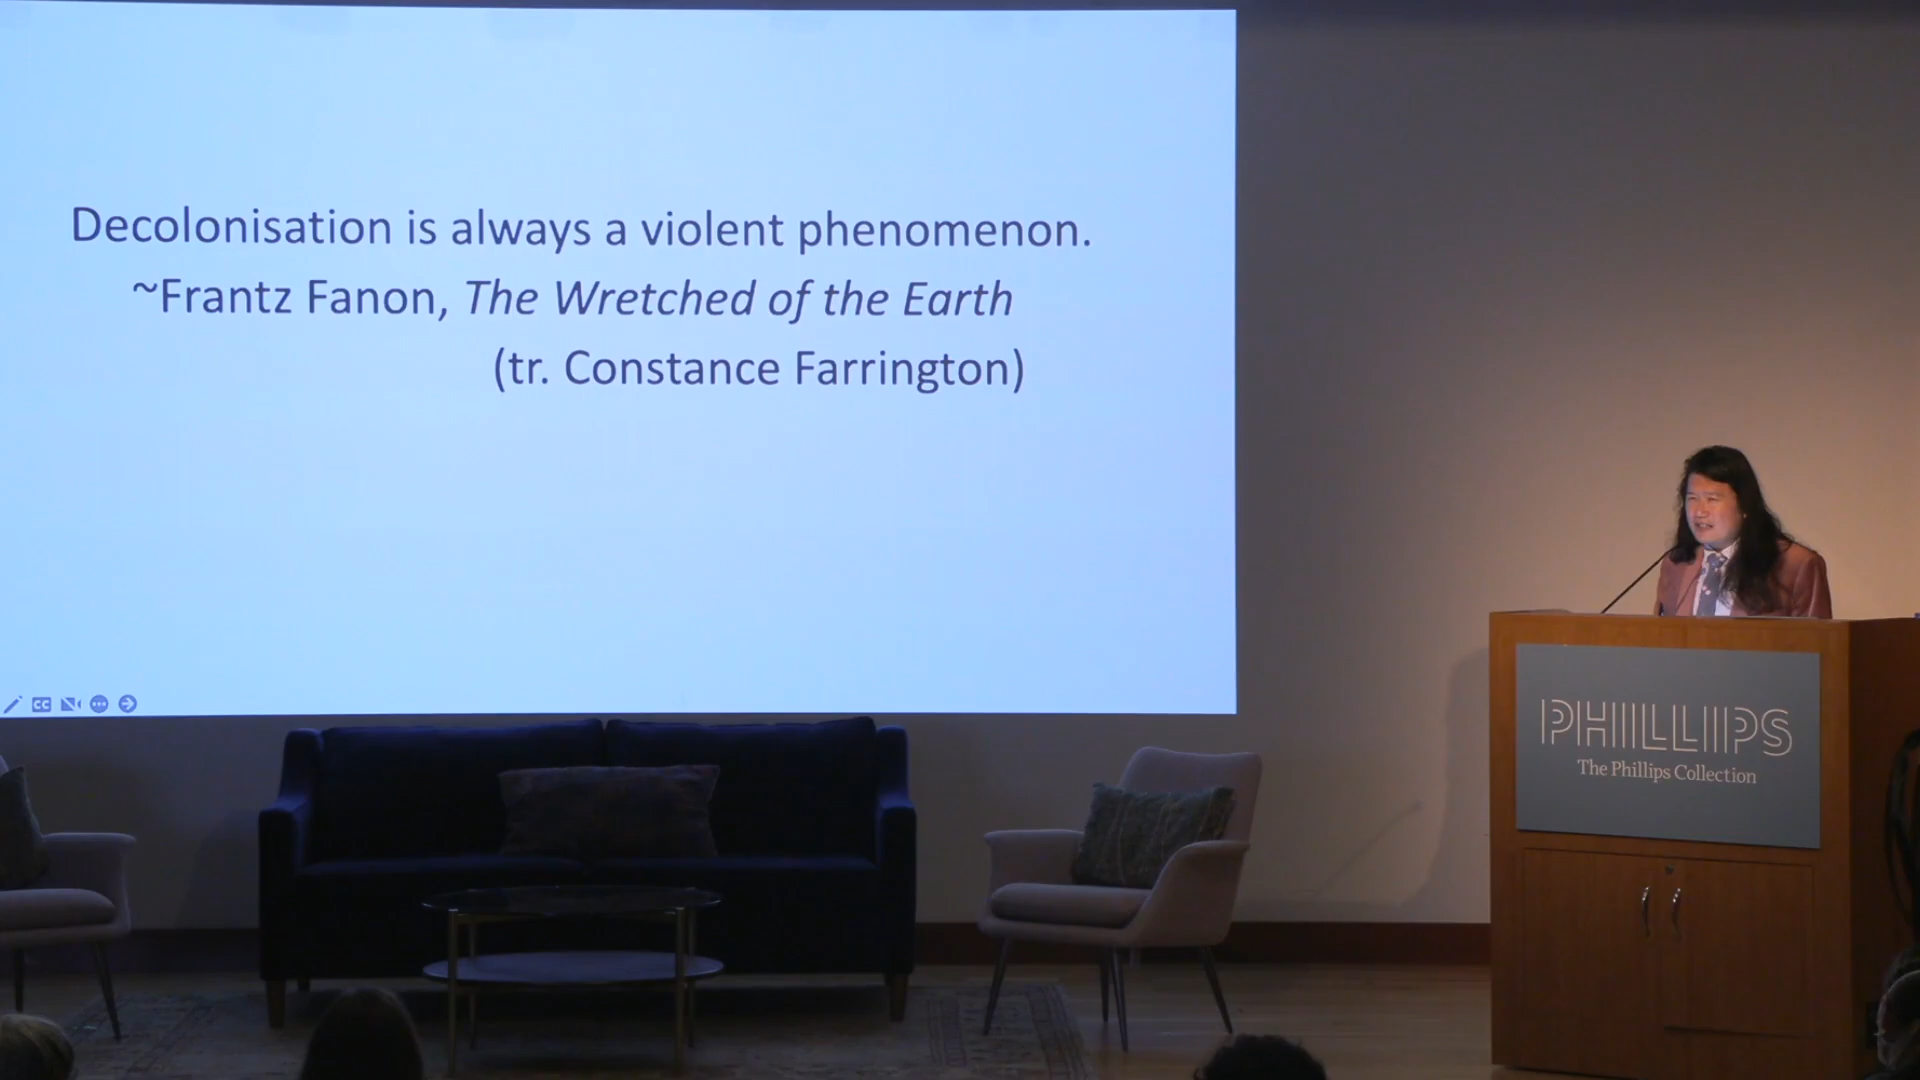 Decolonisation is always a violent phenomenon.
~Frantz Fanon, The Wretched of the Earth
(tr. Constance Farrington)
CC
PHILLIPS
The Phillips Collection